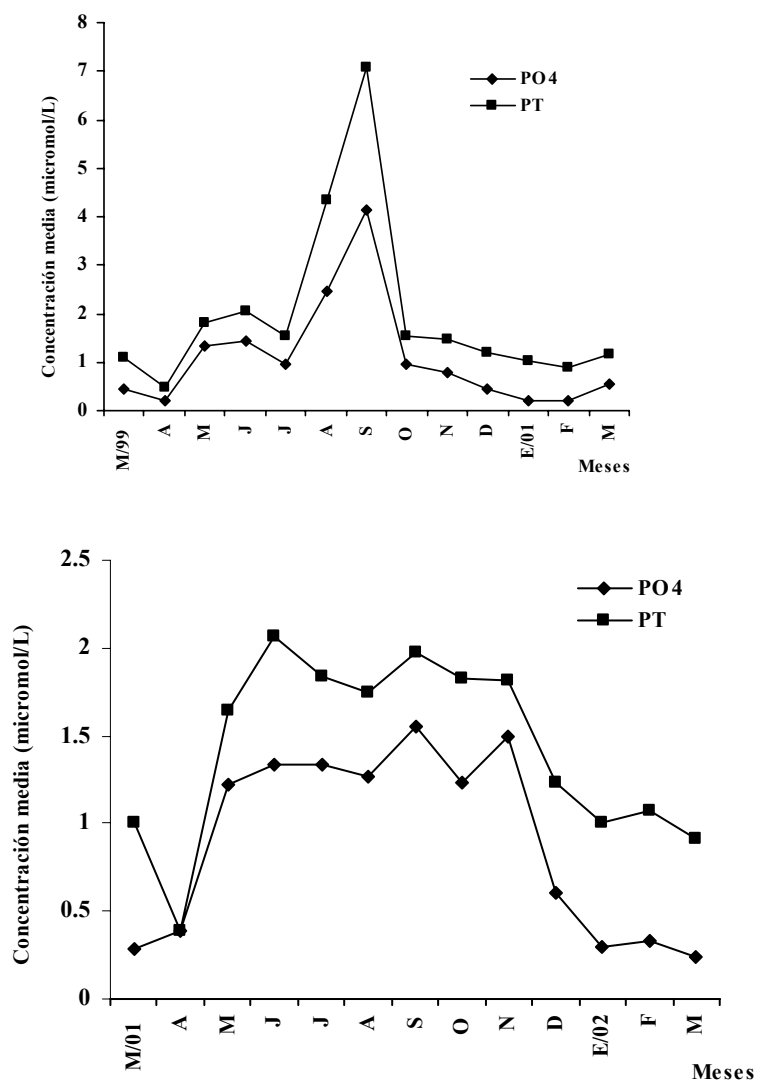 8
7
6
5
4
3
2
1
0
Concentración media (micromol/L)
PO4
PT
M/99
A
M
J
J
A
S
O
N
D
E/01
F
M
Meses
2.5
2
1.5
1
0.5
0
Concentración media (micromol/L)
PO4
PT
M/01
A
M
J
J
A
S
O
N
D
E/02
F
M
Meses